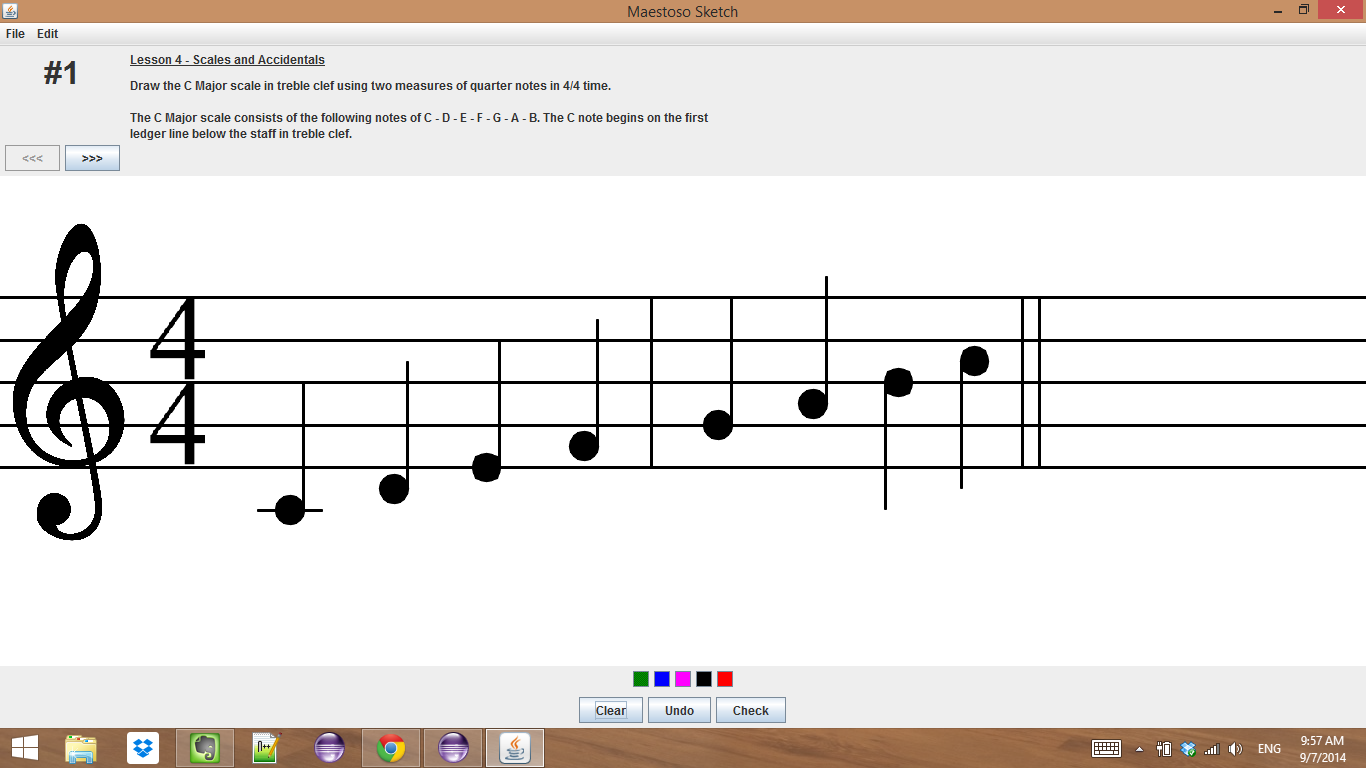 Maestoso Sketch
File Edit
#1
Lesson 4 - Scales and Accidentals
Draw the C Major scale in treble clef using two measures of quarter notes in 4/4 time.
The C Major scale consists of the following notes of C - D - E - F - G - A - B. The C note begins on the first
ledger line below the staff in treble clef.
<<< >>>
4
4
Clear Undo Check
ENG
9:57 AM
9/7/2014